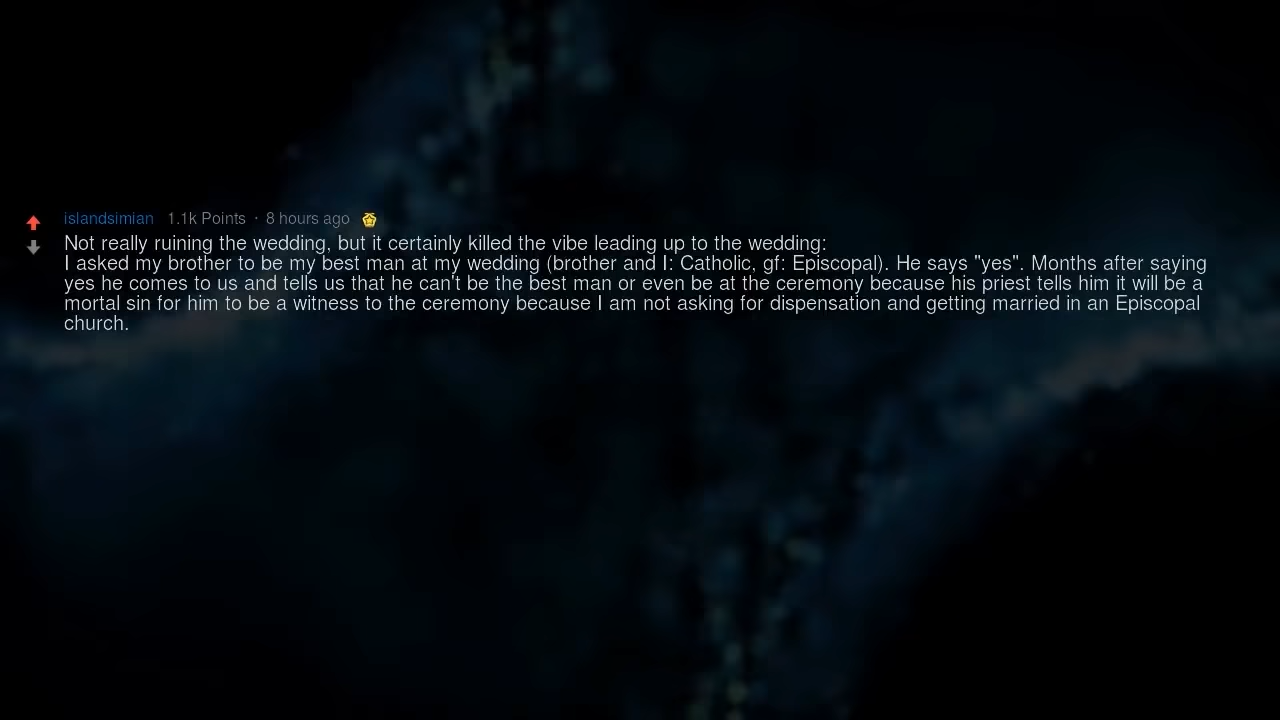 islandsimian 1.1k Points · 8 hours ago
Not really ruining the wedding, but it certainly killed the vibe leading up to the wedding:
I asked my brother to be my best man at my wedding (brother and I: Catholic, gf: Episcopal). He says "yes". Months after saying
yes he comes to us and tells us that he can't be the best man or even be at the ceremony because his priest tells him it will be a
mortal sin for him to be a witness to the ceremony because I am not asking for dispensation and getting married in an Episcopal
church.